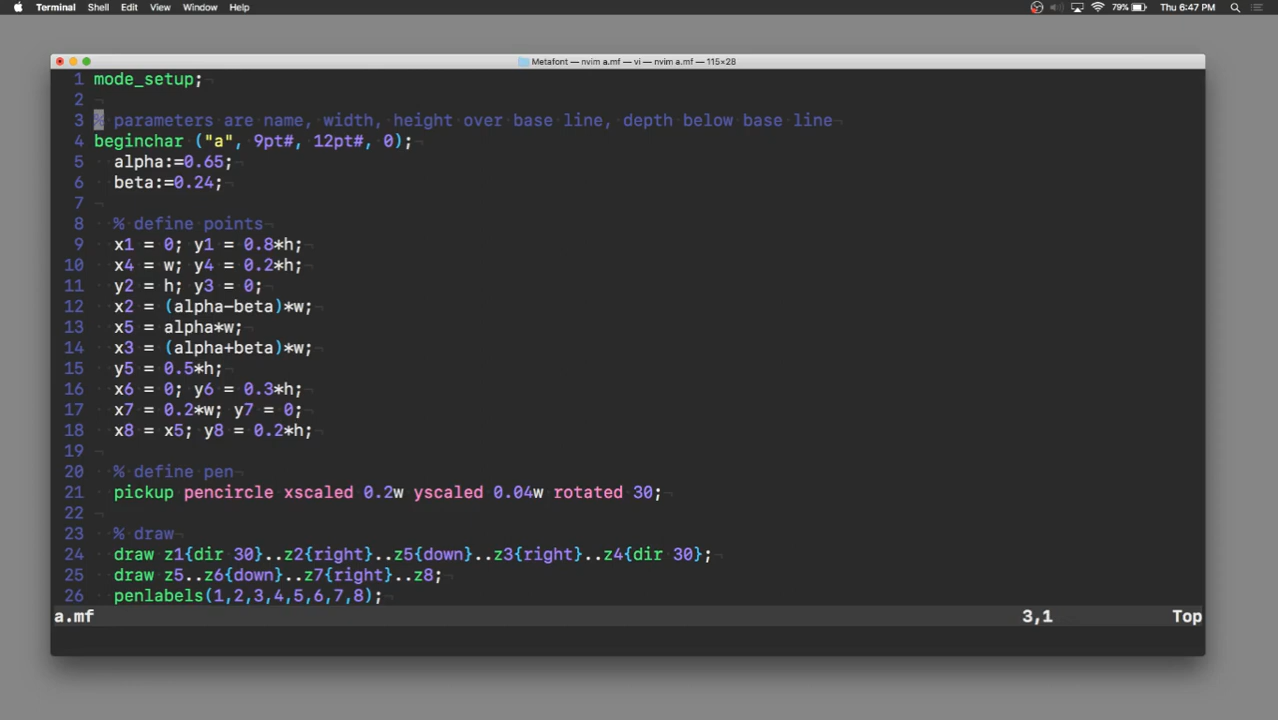 Terminal Shell Edit View Window Help 79% Thu 6:47 PM
Metafont — nvim a.mf — vi — nvim a.mf — 115×28
1 mode_setup;
2
3 % parameters are name, width, height over base line, depth below base line
4 beginchar ("a", 9pt#, 12pt#, 0);
5 alpha:=0.65;
6 beta:=0.24;
7
8 % define points
9 x1 = 0; y1 = 0.8*h;
10 x4 = w; y4 = 0.2*h;
11 y2 = h; y3 = 0;
12 x2 = (alpha-beta)*w;
13 x5 = alpha*w;
14 x3 = (alpha+beta)*w;
15 y5 = 0.5*h;
16 x6 = 0; y6 = 0.3*h;
17 x7 = 0.2*w; y7 = 0;
18 x8 = x5; y8 = 0.2*h;
19
20 % define pen
21 pickup pencircle xscaled 0.2w yscaled 0.04w rotated 30;
22
23 % draw
24 draw z1{dir 30}..z2{right}..z5{down}..z3{right}..z4{dir 30};
25 draw z5..z6{down}..z7{right}..z8;
26 penlabels(1,2,3,4,5,6,7,8);
a.mf 3,1 Top